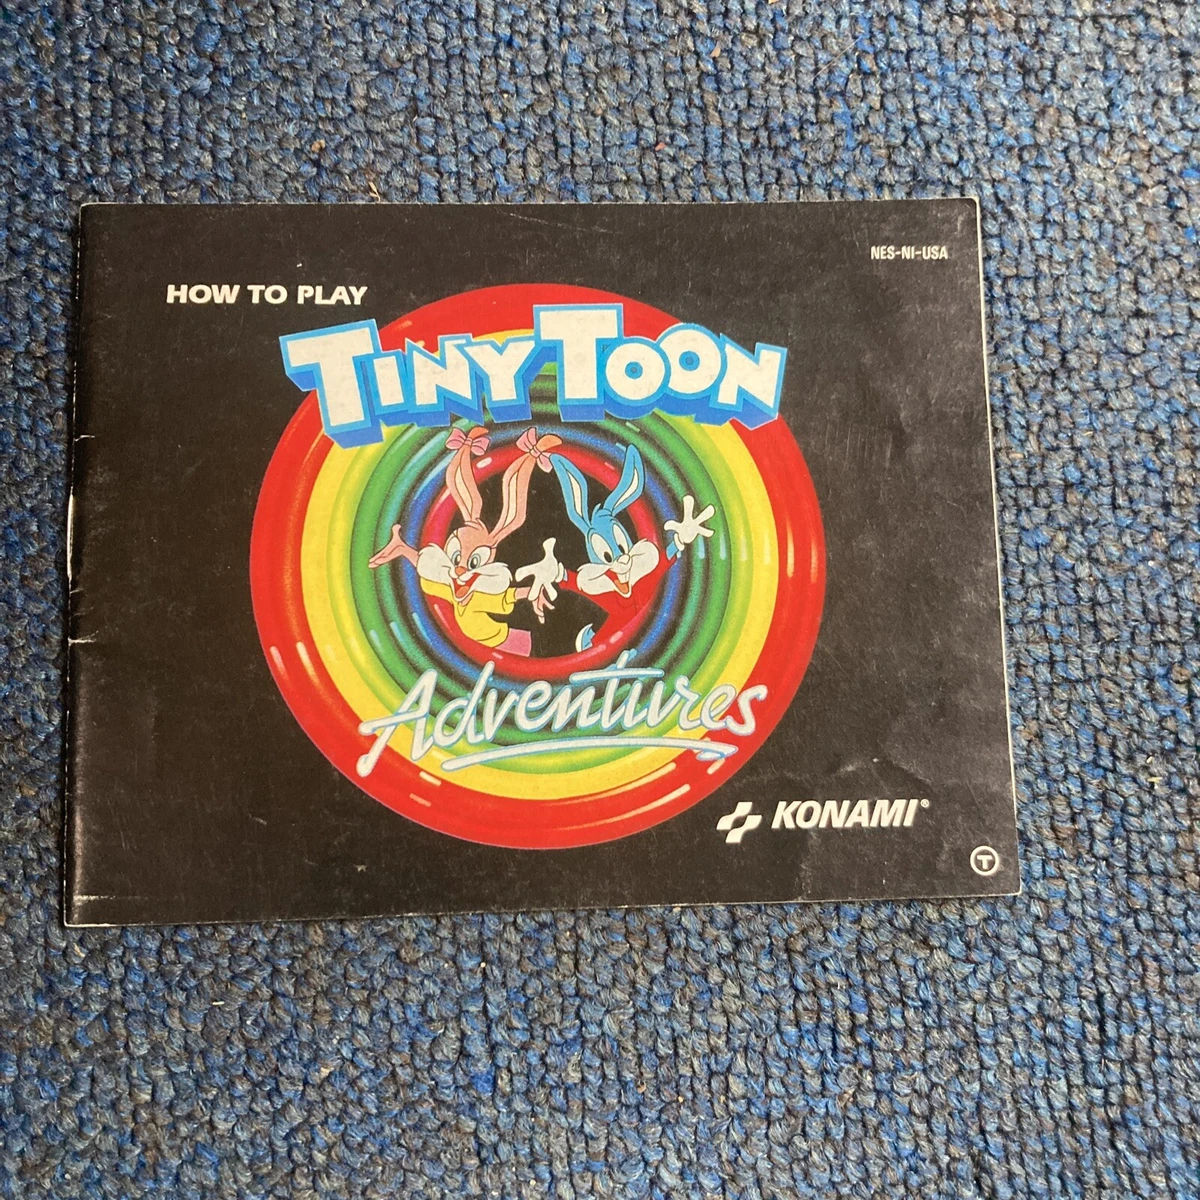 NES-NI-USA
HOW TO PLAY
TINY TOON
Adventures
KONAMI®
T